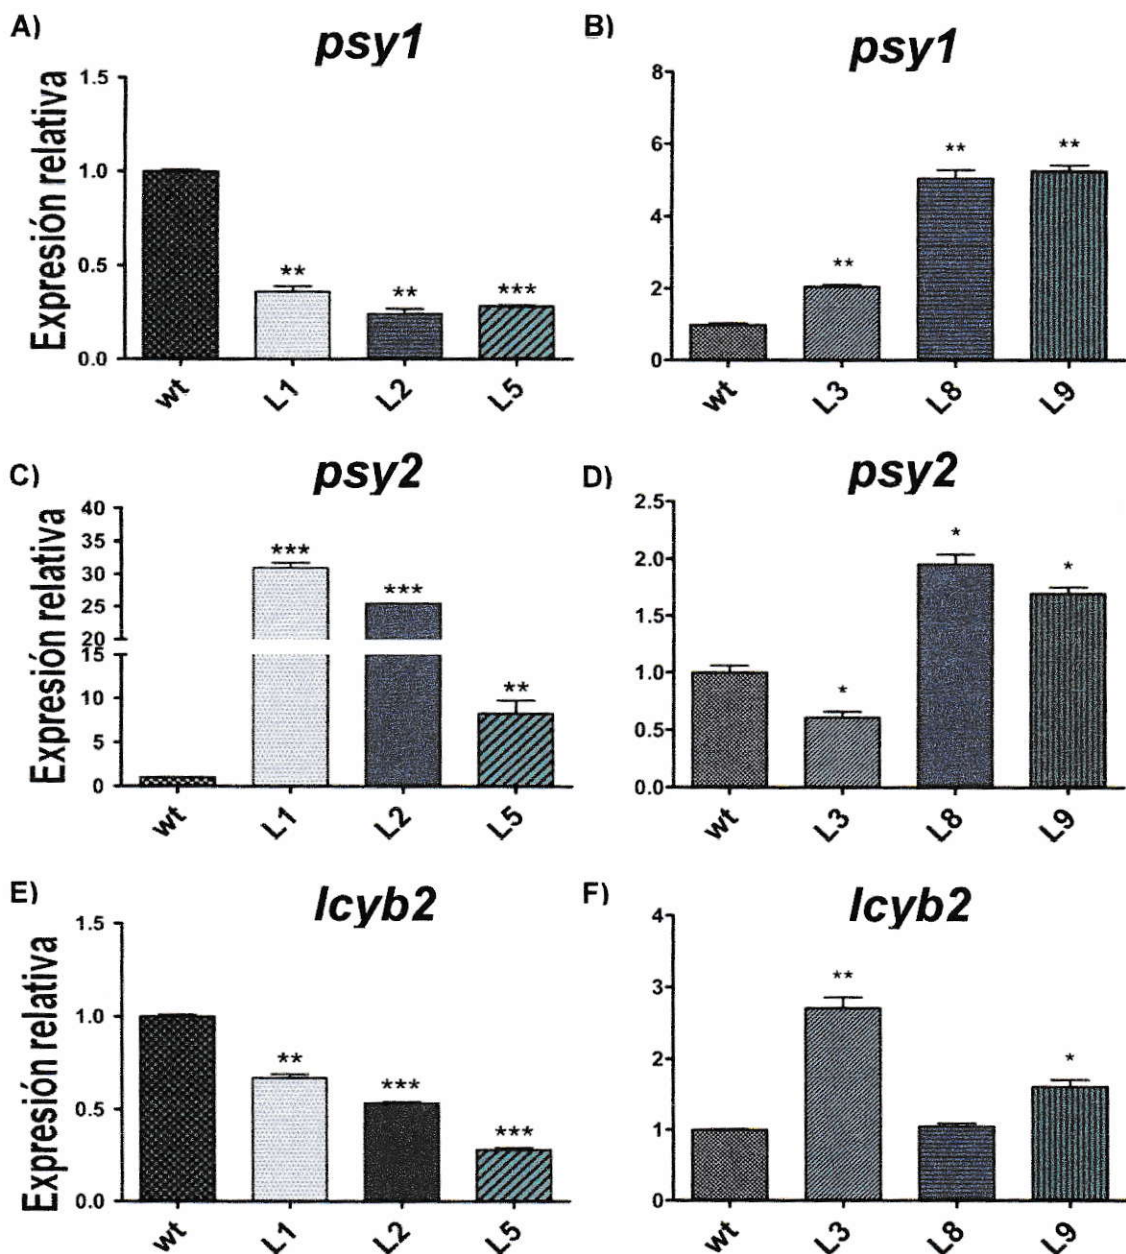 A)
psy1
Expresión relativa
1.5
1.0
0.5
0.0
**
**
***
wt
L1
L2
L5
B)
psy1
8
6
4
2
0
**
**
**
wt
L3
L8
L9
C)
psy2
Expresión relativa
40
35
30
25
20
15
10
5
0
***
***
**
wt
L1
L2
L5
D)
psy2
2.5
2.0
1.5
1.0
0.5
0.0
*
*
*
wt
L3
L8
L9
E)
lcyb2
Expresión relativa
1.5
1.0
0.5
0.0
**
***
***
wt
L1
L2
L5
F)
lcyb2
4
3
2
1
0
**
*
wt
L3
L8
L9